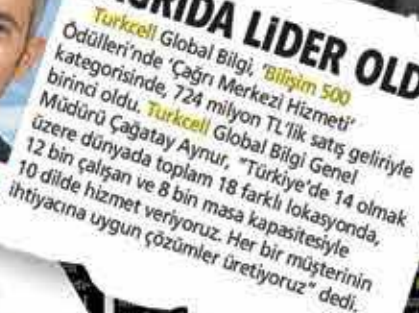 LİDER OLD
Turkcell Global Bilgi, 'Bilişim 500
Ödülleri'nde 'Çağrı Merkezi Hizmeti'
kategorisinde, 724 milyon TL'lik satış geliriyle
birinci oldu. Turkcell Global Bilgi Genel
Müdürü Çağatay Aynur, "Türkiye'de 14 olmak
üzere dünyada toplam 18 farklı lokasyonda,
12 bin çalışan ve 8 bin masa kapasitesiyle
10 dilde hizmet veriyoruz. Her bir müşterinin
ihtiyacına uygun çözümler üretiyoruz" dedi.